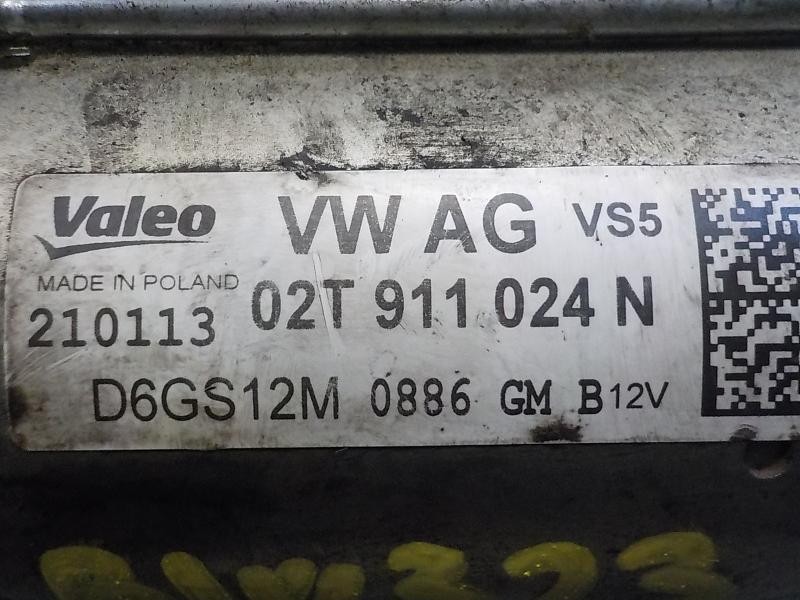 Valeo VW AG VS5
MADE IN POLAND
02T 911 024 N
210113
D6GS12M 0886 GM B12V